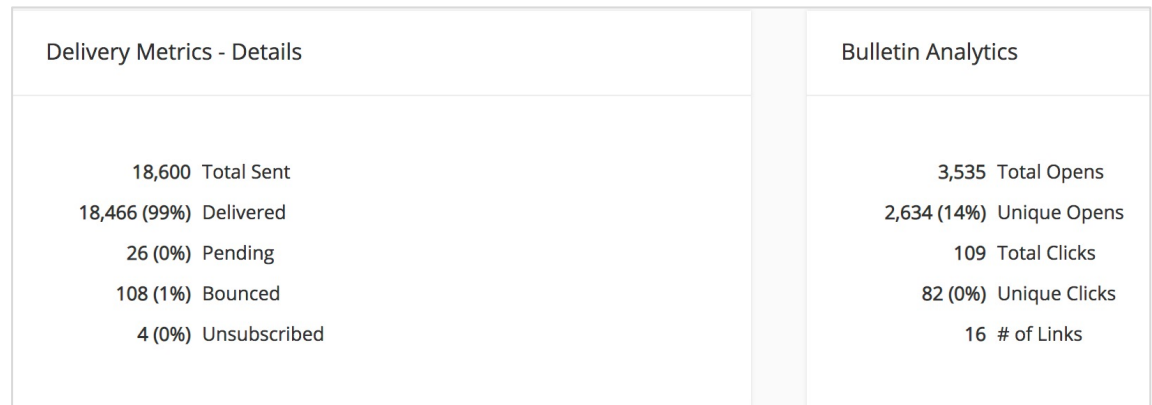 Delivery Metrics - Details
18,600 Total Sent
18,466 (99%) Delivered
26 (0%) Pending
108 (1%) Bounced
4 (0%) Unsubscribed
Bulletin Analytics
3,535 Total Opens
2,634 (14%) Unique Opens
109 Total Clicks
82 (0%) Unique Clicks
16 # of Links